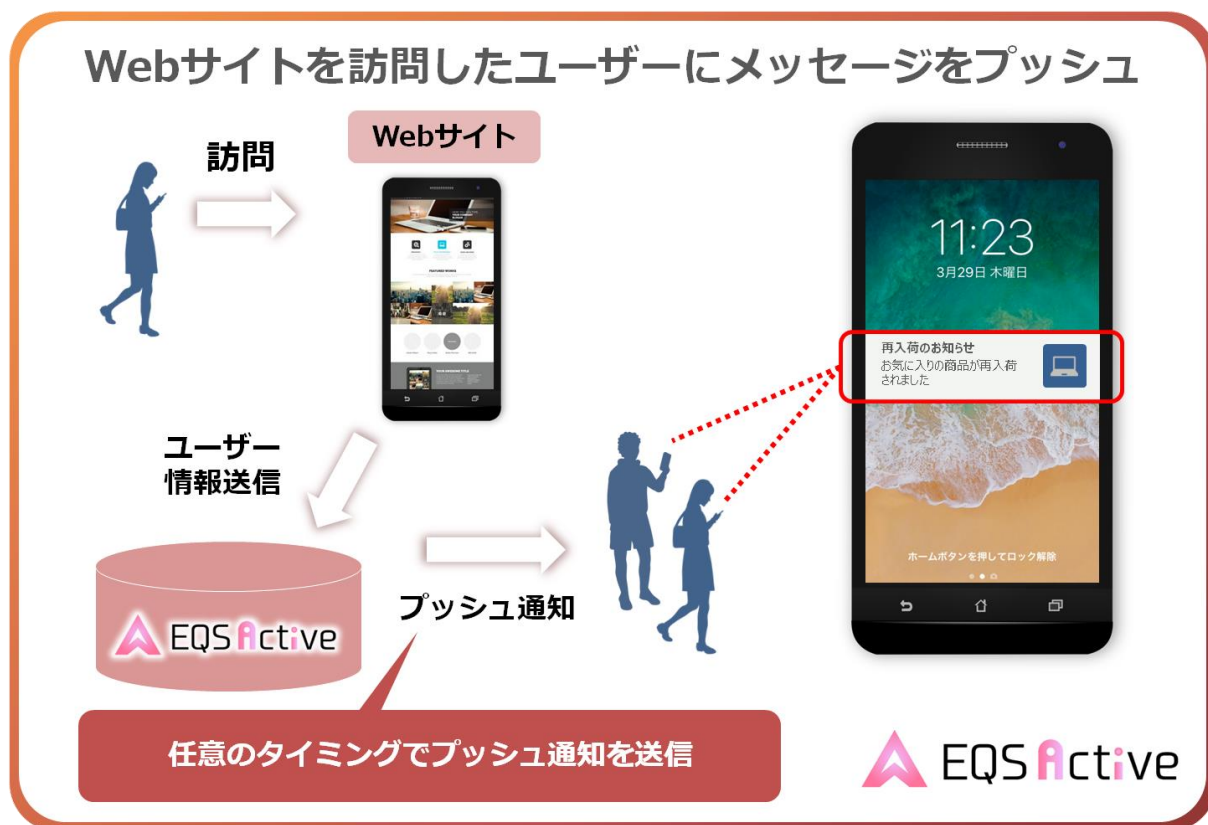 Webサイトを訪問したユーザーにメッセージをプッシュ
訪問
Webサイト
FEATURED WORKS
11:23
3月29日 木曜日
再入荷のお知らせ
お気に入りの商品が再入荷
されました
ホームボタンを押してロック解除
ユーザー
情報送信
EQS Active
プッシュ通知
任意のタイミングでプッシュ通知を送信
EQS Active